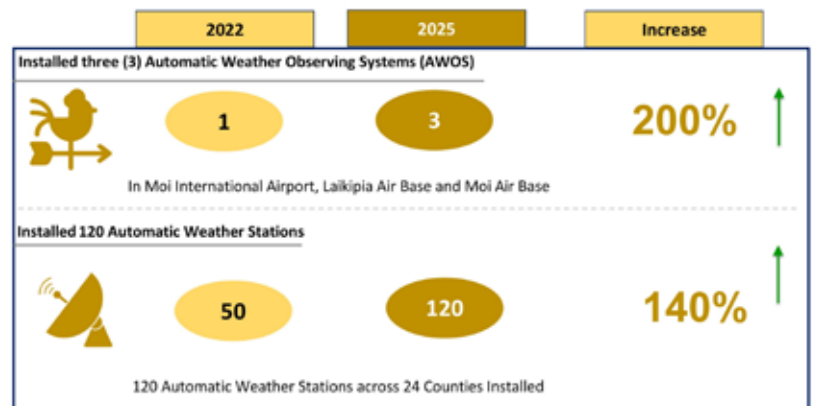 2022 2025 Increase
Installed three (3) Automatic Weather Observing Systems (AWOS)
1 3 200%
In Moi International Airport, Laikipia Air Base and Moi Air Base
Installed 120 Automatic Weather Stations
50 120 140%
120 Automatic Weather Stations across 24 Counties Installed